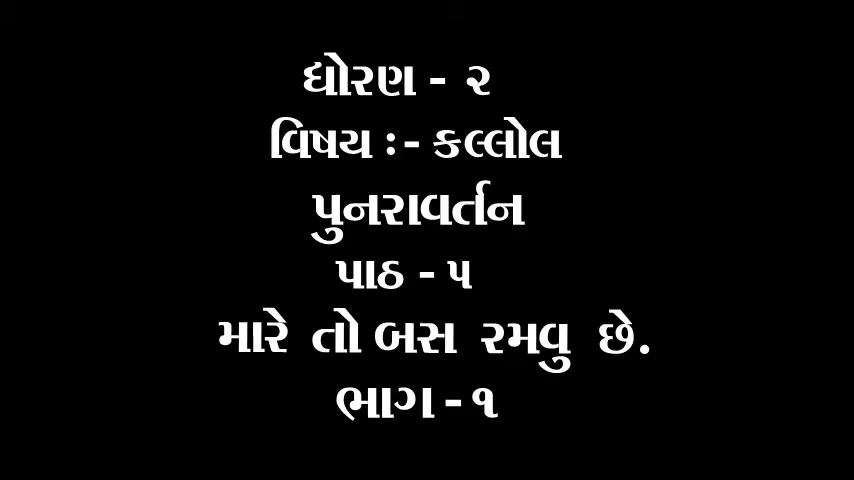 ધોરણ - ૨
વિષય :- કલ્લોલ
પુનરાવર્તન
પાઠ - ૫
મારે તો બસ રમવુ છે.
ભાગ - ૧